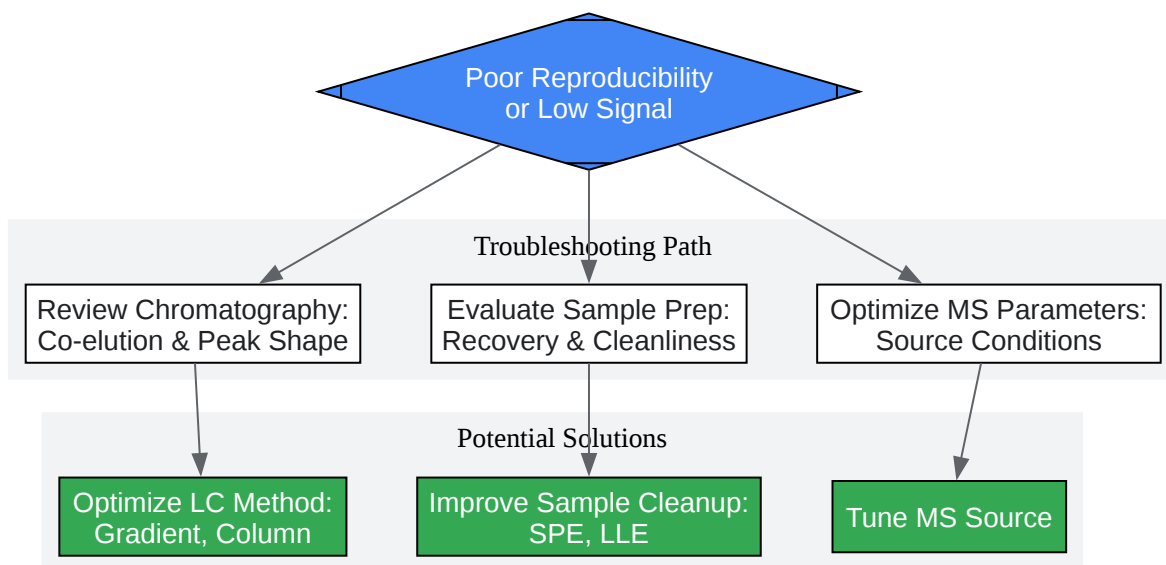 Poor Reproducibility
or Low Signal
Troubleshooting Path
Review Chromatography:
Co-elution & Peak Shape
Evaluate Sample Prep:
Recovery & Cleanliness
Optimize MS Parameters:
Source Conditions
Potential Solutions
Optimize LC Method:
Gradient, Column
Improve Sample Cleanup:
SPE, LLE
Tune MS Source